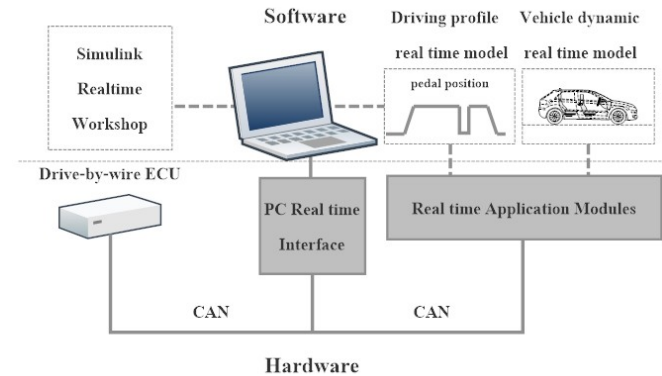 Software
Driving profile
real time model
Vehicle dynamic
real time model
Simulink
Realtime
Workshop
pedal position
Drive-by-wire ECU
PC Real time
Interface
Real time Application Modules
CAN
CAN
Hardware